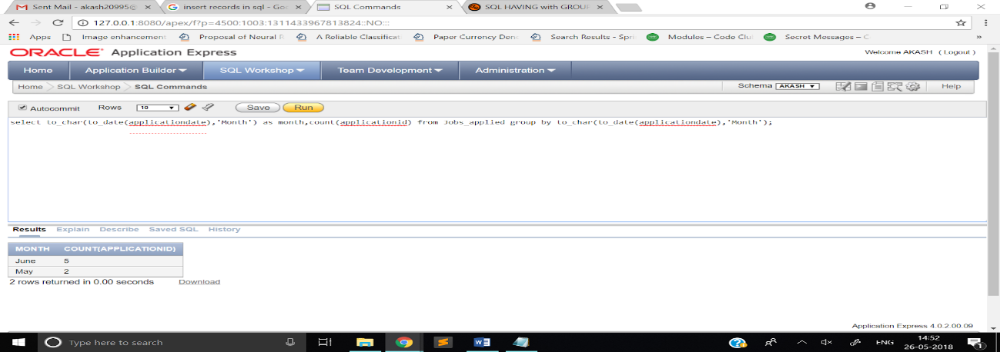 Sent Mail - akash20995@ × insert records in sql - Goo × SQL Commands × SQL HAVING with GROUP ×
127.0.0.1:8080/apex/f?p=4500:1003:1311433967813824::NO:::
Apps Image enhancement Proposal of Neural R A Reliable Classificat Paper Currency Deno Search Results - Spri Modules – Code Clu Secret Messages – C »
ORACLE Application Express Welcome AKASH ( Logout )
Home Application Builder SQL Workshop Team Development Administration
Home SQL Workshop SQL Commands Schema AKASH Help
Autocommit Rows 10 Save Run
select to_char(to_date(applicationdate),'Month') as month,count(applicationid) from Jobs_applied group by to_char(to_date(applicationdate),'Month');
Results Explain Describe Saved SQL History
MONTH COUNT(APPLICATIONID)
June 5
May 2
2 rows returned in 0.00 seconds Download
Application Express 4.0.2.00.09
Type here to search ENG 14:52
26-05-2018 1